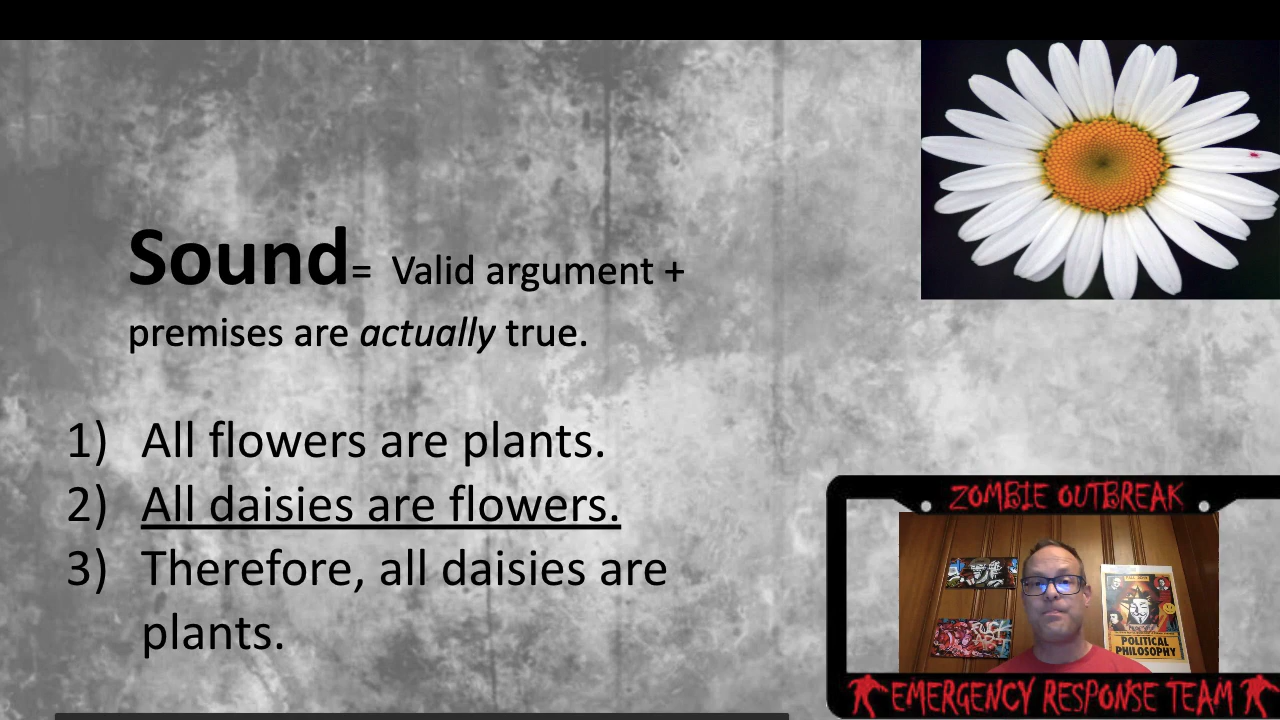 Sound= Valid argument +
premises are actually true.
1) All flowers are plants.
2) All daisies are flowers.
3) Therefore, all daisies are
plants.
ZOMBIE OUTBREAK
POLITICAL
PHILOSOPHY
EMERGENCY RESPONSE TEAM